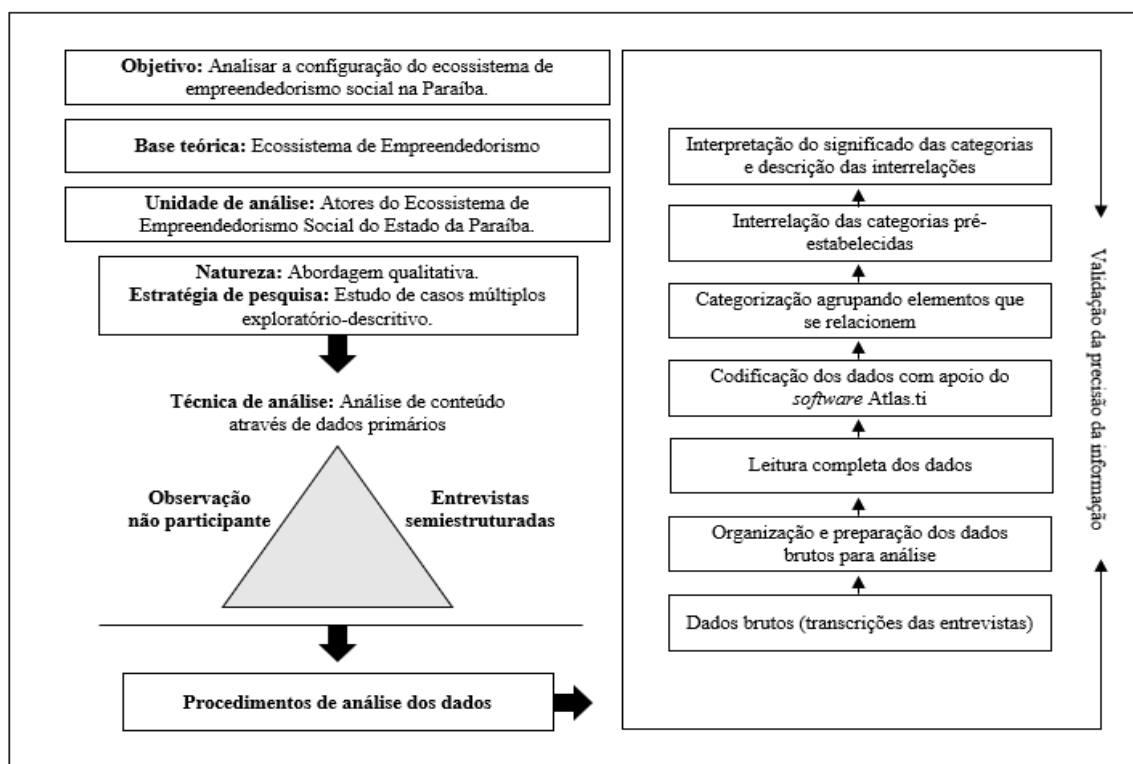 Objetivo: Analisar a configuração do ecossistema de
empreendedorismo social na Paraíba.
Base teórica: Ecossistema de Empreendedorismo
Unidade de análise: Atores do Ecossistema de
Empreendedorismo Social do Estado da Paraíba.
Natureza: Abordagem qualitativa.
Estratégia de pesquisa: Estudo de casos múltiplos
exploratório-descritivo.
Técnica de análise: Análise de conteúdo
através de dados primários
Observação
não participante
Entrevistas
semiestruturadas
Procedimentos de análise dos dados
Interpretação do significado das categorias
e descrição das interrelações
Interrelação das categorias pré-
estabelecidas
Categorização agrupando elementos que
se relacionem
Codificação dos dados com apoio do
software Atlas.ti
Leitura completa dos dados
Organização e preparação dos dados
brutos para análise
Dados brutos (transcrições das entrevistas)
Validação da precisão da informação